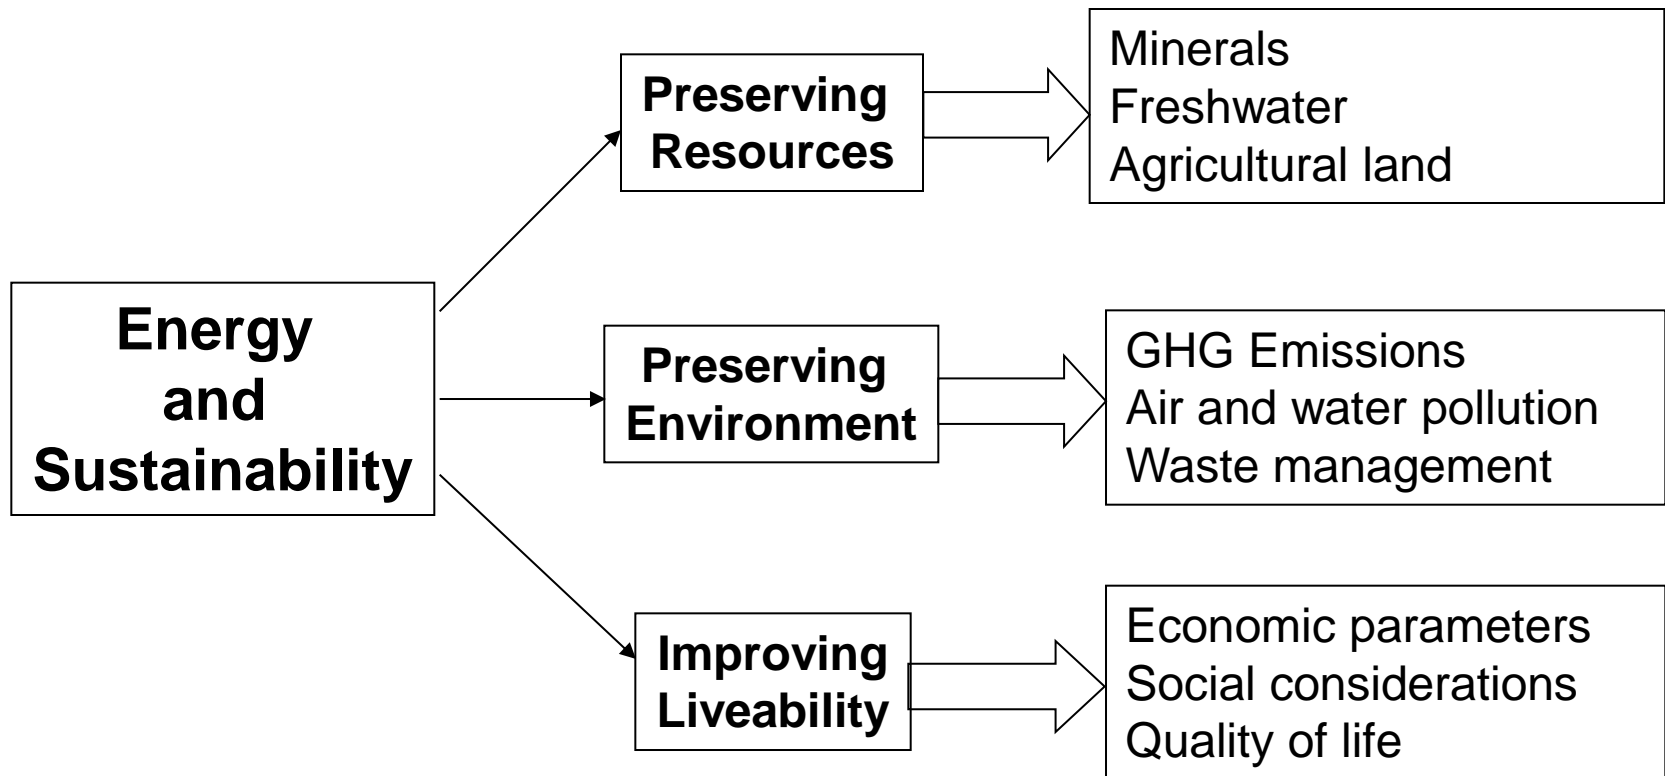 Energy
and
Sustainability
Preserving
Resources
Minerals
Freshwater
Agricultural land
Preserving
Environment
GHG Emissions
Air and water pollution
Waste management
Improving
Liveability
Economic parameters
Social considerations
Quality of life